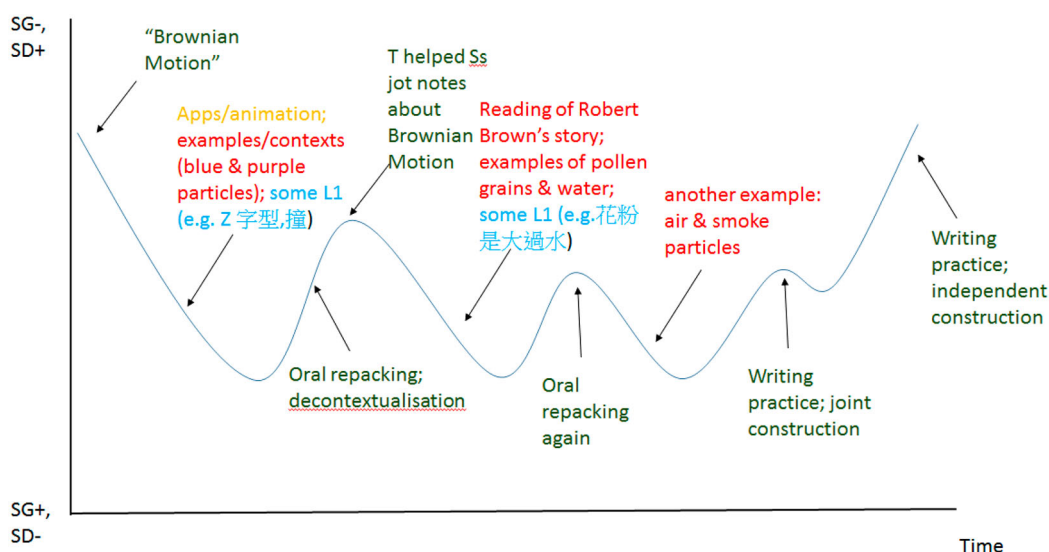 SG-,
SD+
“Brownian
Motion”
Apps/animation;
examples/contexts
(blue & purple
particles); some L1
(e.g. Z 字型,撞)
T helped Ss
jot notes
about
Brownian
Motion
Reading of Robert
Brown’s story;
examples of pollen
grains & water;
some L1 (e.g.花粉
是大過水)
another example:
air & smoke
particles
Writing
practice;
independent
construction
Oral repacking;
decontextualisation
Oral
repacking
again
Writing
practice; joint
construction
SG+,
SD-
Time